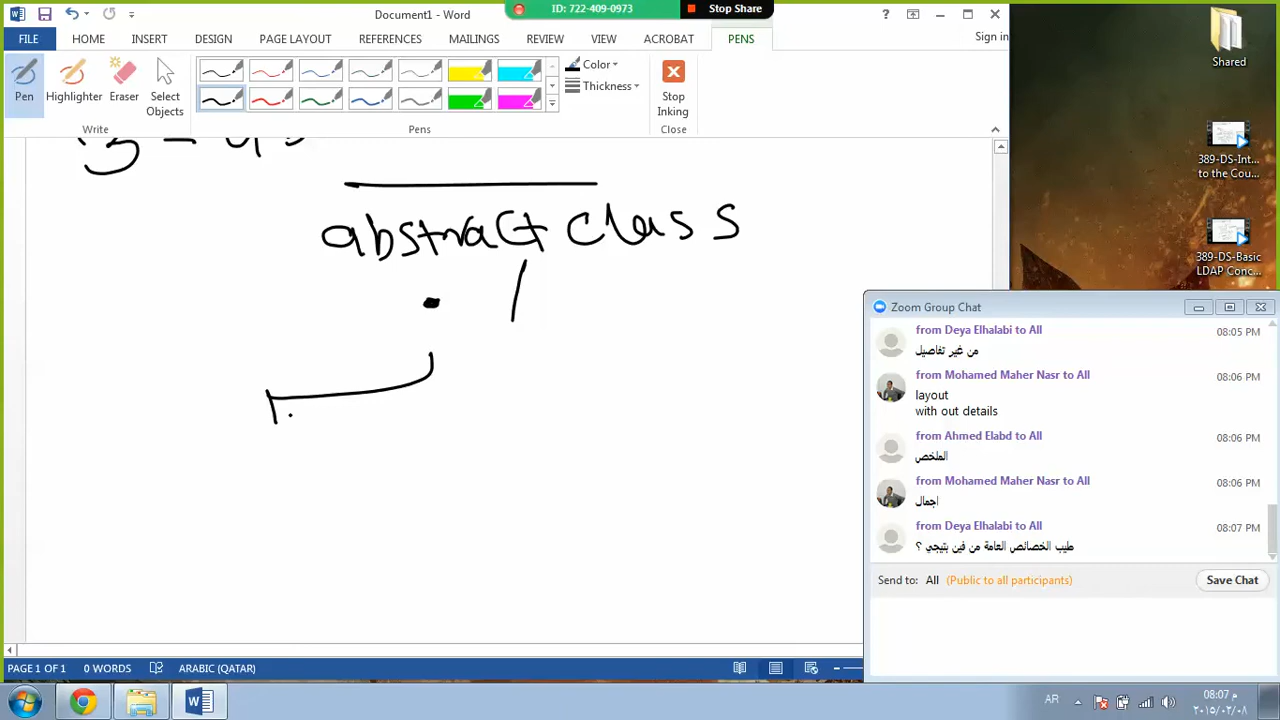 Document1 - Word
ID: 722-409-0973
Stop Share
?
Sign in
FILE HOME INSERT DESIGN PAGE LAYOUT REFERENCES MAILINGS REVIEW VIEW ACROBAT PENS
Pen
Highlighter
Eraser
Select Objects
Color
Thickness
Stop Inking
Write
Pens
Close
abstract class
Shared
389-DS-Int...
to the Cou...
389-DS-Basic
LDAP Conc...
Zoom Group Chat
from Deya Elhalabi to All 08:05 PM
من غير تفاصيل
from Mohamed Maher Nasr to All 08:06 PM
layout
with out details
from Ahmed Elabd to All 08:06 PM
الملخص
from Mohamed Maher Nasr to All 08:06 PM
اجمال
from Deya Elhalabi to All 08:07 PM
طيب الخصائص العامة من فين بتيجي ؟
Send to: All (Public to all participants)
Save Chat
PAGE 1 OF 1 0 WORDS ARABIC (QATAR)
AR
08:07 م
٢٠١٥/٠٢/٠٨